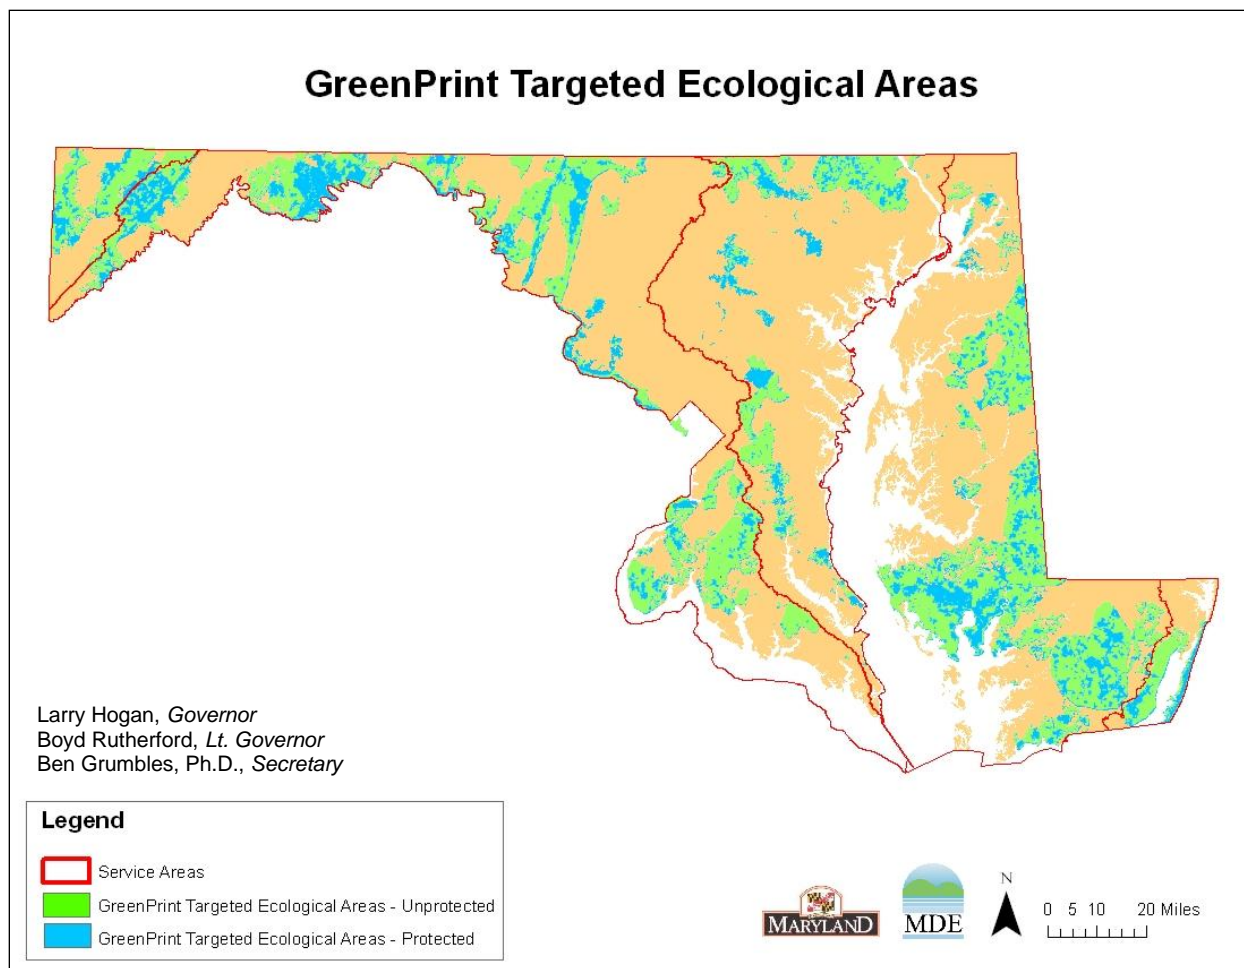 GreenPrint Targeted Ecological Areas
Larry Hogan, Governor
Boyd Rutherford, Lt. Governor
Ben Grumbles, Ph.D., Secretary
Legend
Service Areas
GreenPrint Targeted Ecological Areas - Unprotected
GreenPrint Targeted Ecological Areas - Protected
MARYLAND
MDE
N
0 5 10 20 Miles